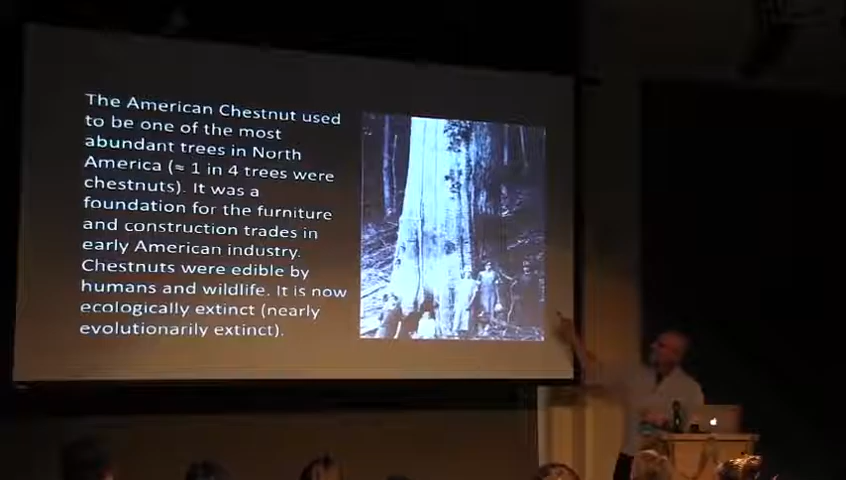 The American Chestnut used
to be one of the most
abundant trees in North
America (≈ 1 in 4 trees were
chestnuts). It was a
foundation for the furniture
and construction trades in
early American industry.
Chestnuts were edible by
humans and wildlife. It is now
ecologically extinct (nearly
evolutionarily extinct).